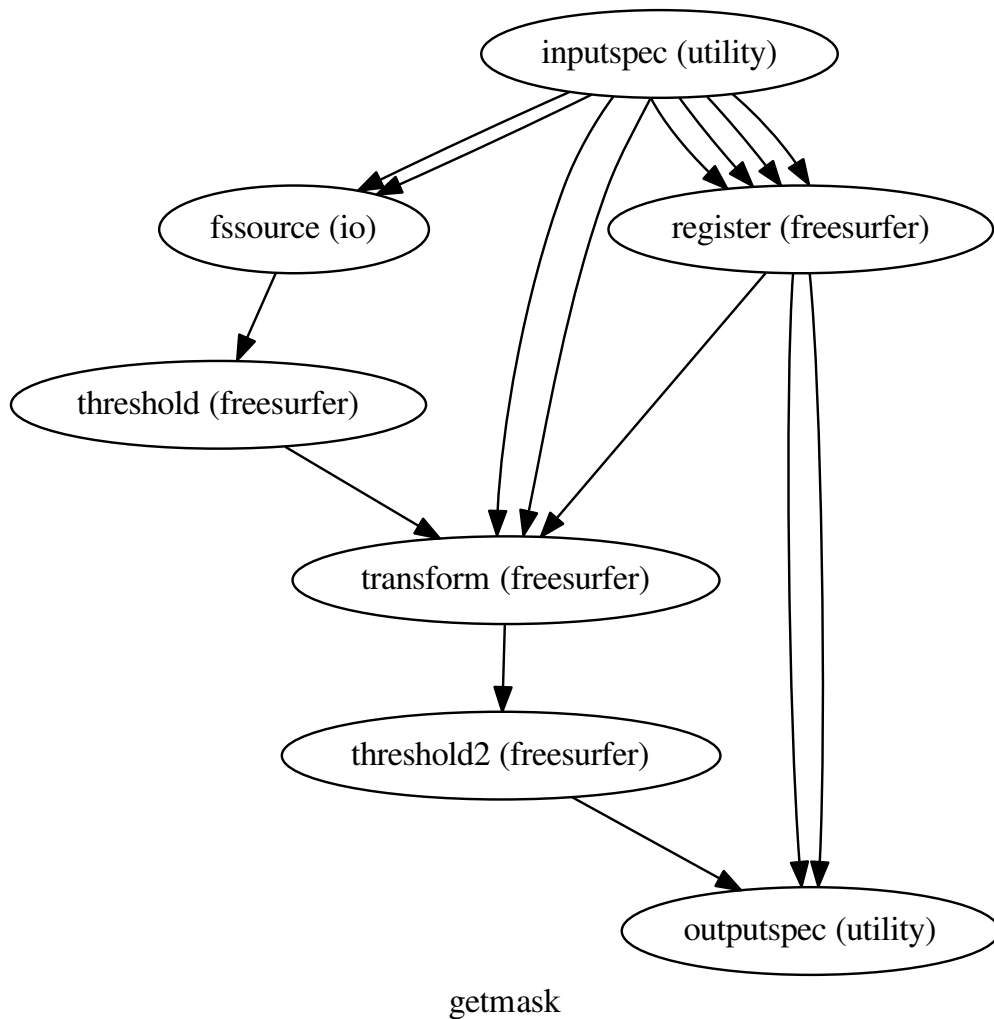 inputspec (utility)
fssource (io)
register (freesurfer)
threshold (freesurfer)
transform (freesurfer)
threshold2 (freesurfer)
outputspec (utility)
getmask